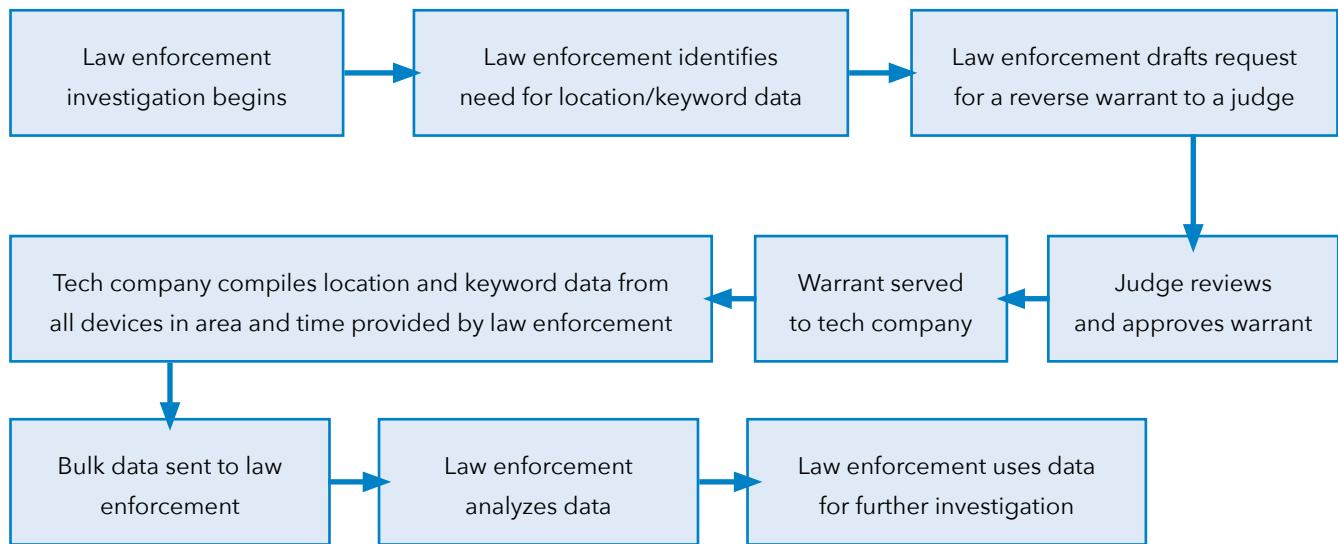 Law enforcement
investigation begins
Law enforcement identifies
need for location/keyword data
Law enforcement drafts request
for a reverse warrant to a judge
Judge reviews
and approves warrant
Warrant served
to tech company
Tech company compiles location and keyword data from
all devices in area and time provided by law enforcement
Bulk data sent to law
enforcement
Law enforcement
analyzes data
Law enforcement uses data
for further investigation